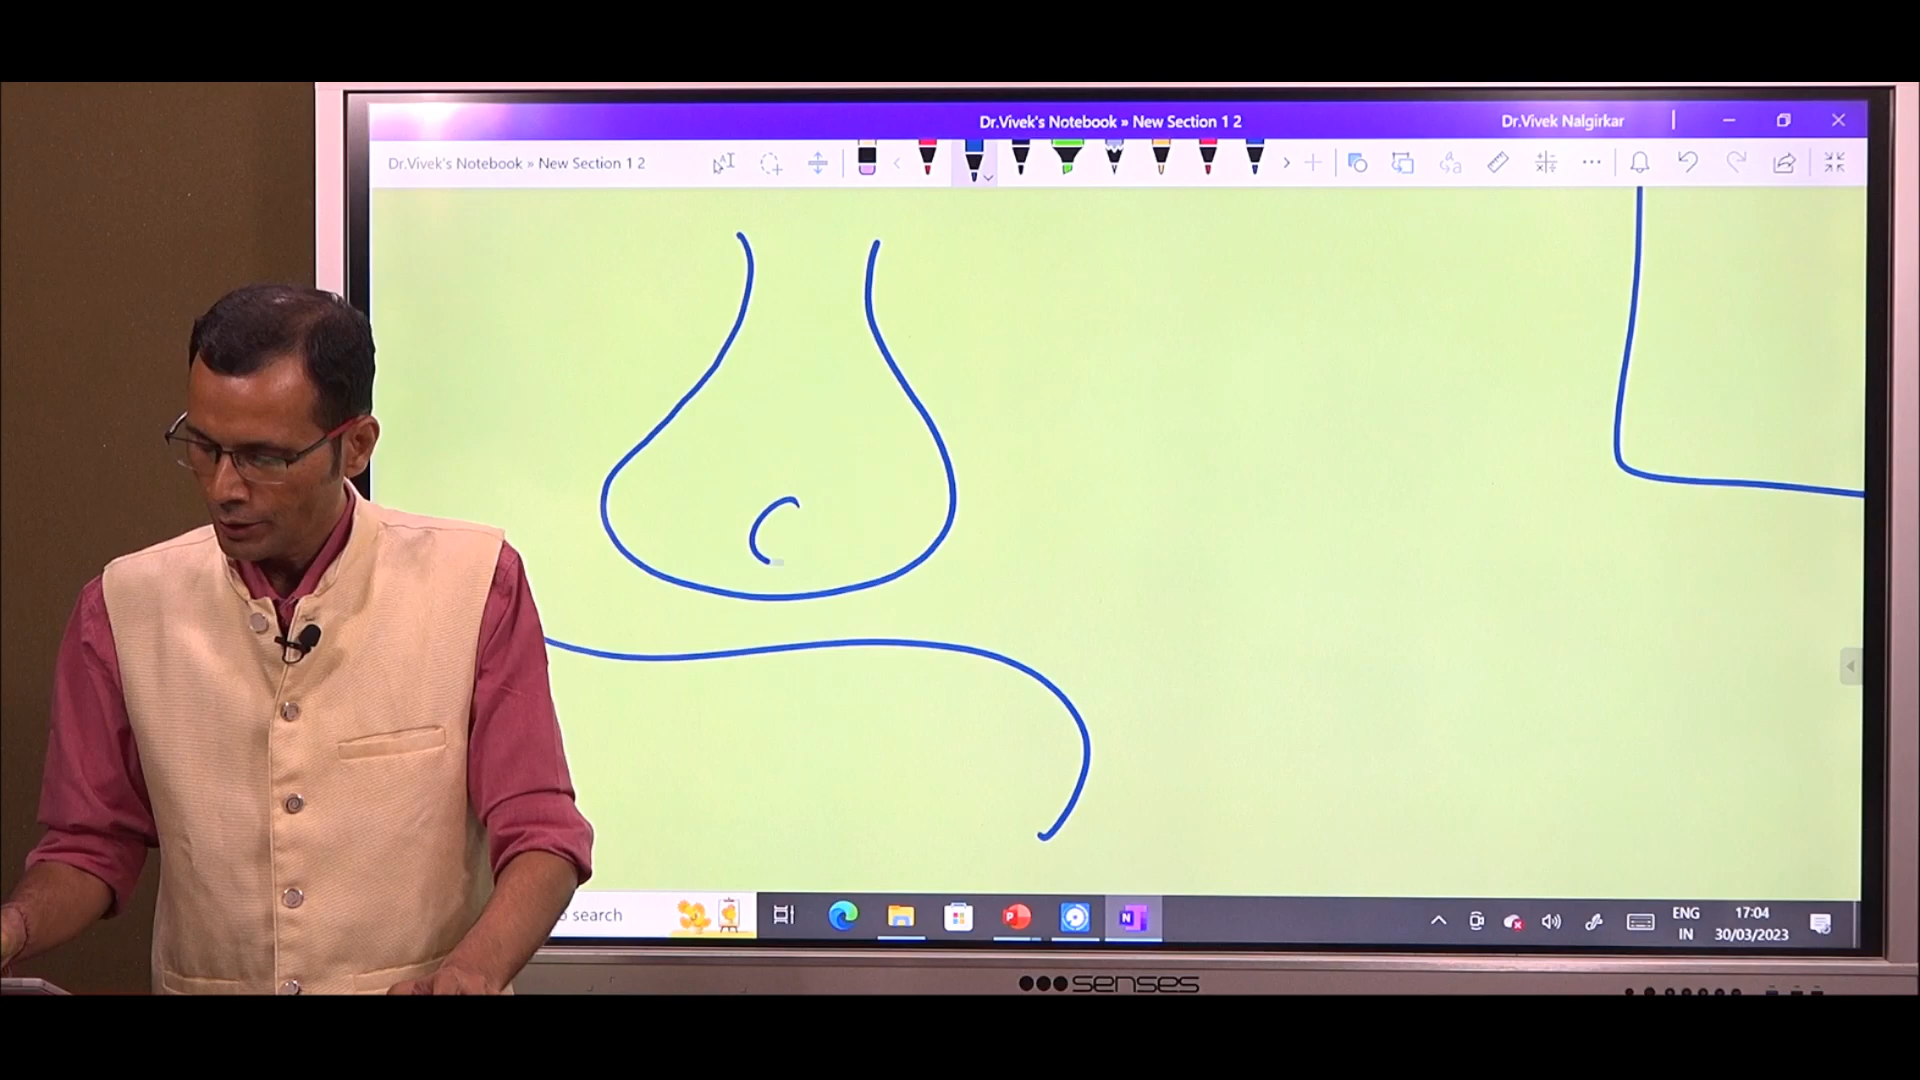 Dr.Vivek's Notebook » New Section 1 2
Dr.Vivek Nalgirkar
Dr.Vivek's Notebook » New Section 1 2
search
ENG
IN
17:04
30/03/2023
senses